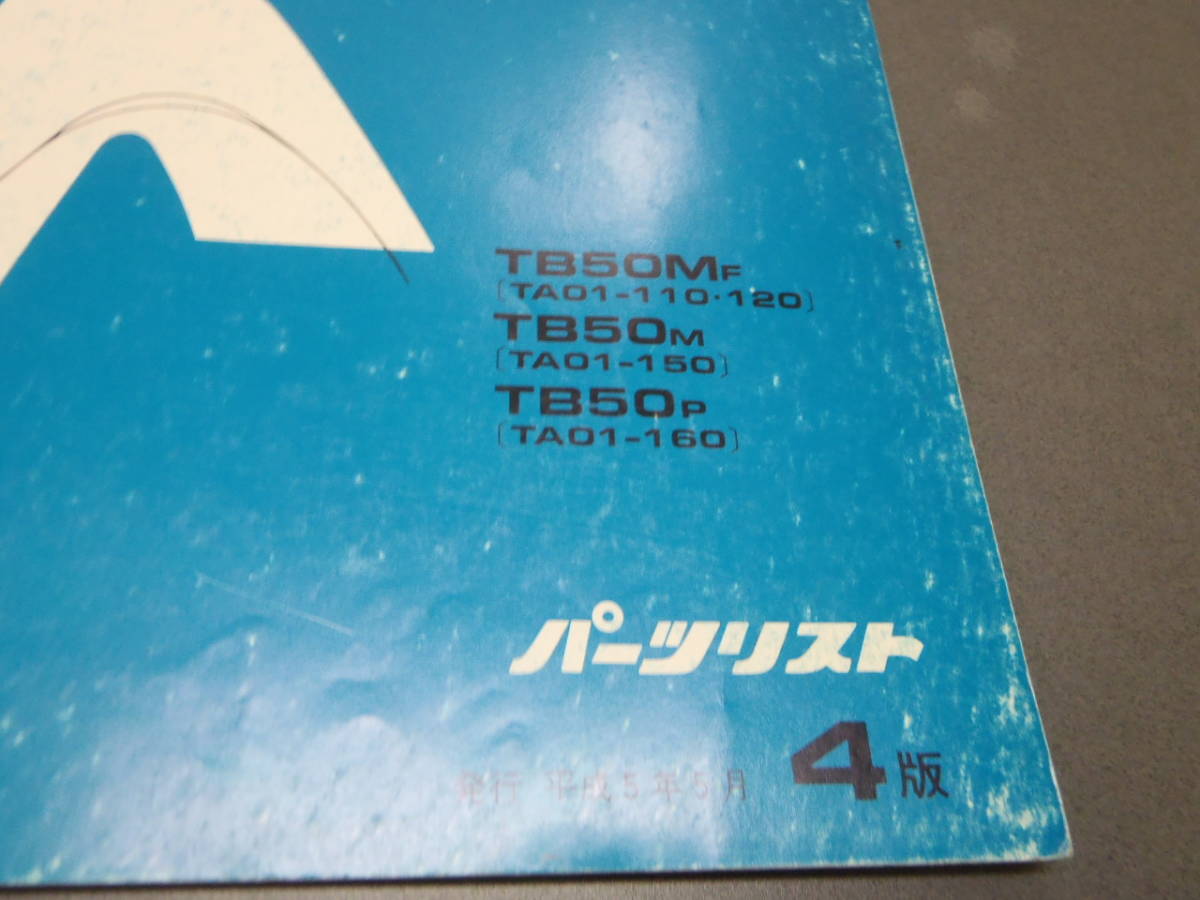 TB50MF
[TA01-110·120]
TB50M
[TA01-150]
TB50P
[TA01-160]
パーツリスト
発行 平成5年5月 4版